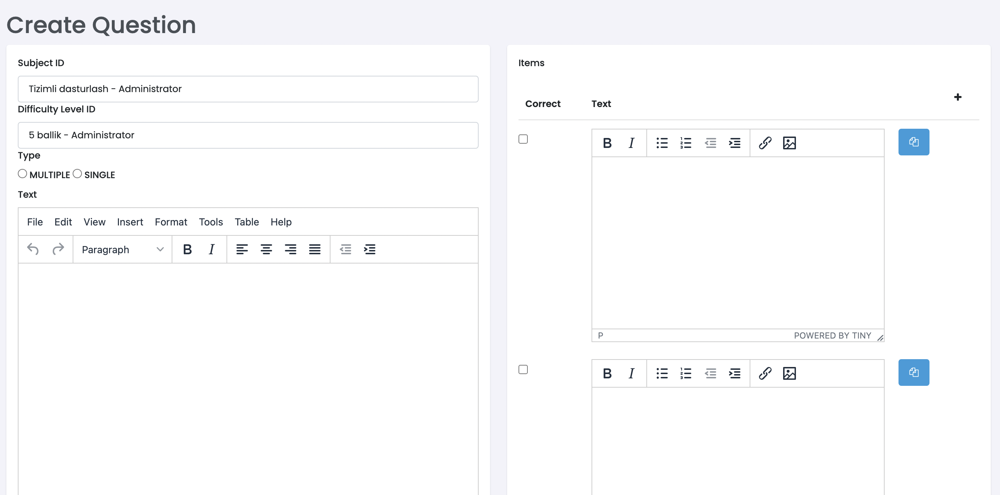 Create Question
Subject ID
Tizimli dasturlash - Administrator
Difficulty Level ID
5 ballik - Administrator
Type
MULTIPLE SINGLE
Text
File Edit View Insert Format Tools Table Help
Paragraph B I
Items
Correct Text
B I
P POWERED BY TINY
B I